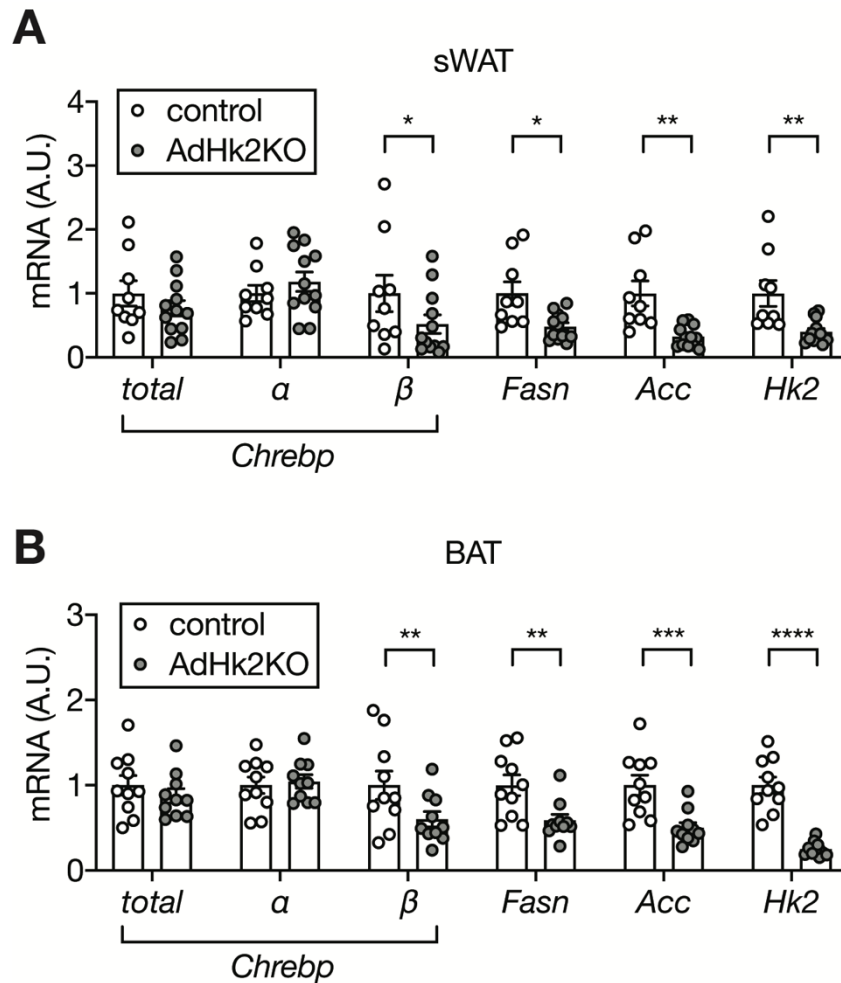 A
sWAT
control
AdHk2KO
mRNA (A.U.)
4
3
2
1
0
* * ** **
total α β Fasn Acc Hk2
Chrebp
B
BAT
control
AdHk2KO
mRNA (A.U.)
3
2
1
0
** ** *** ****
total α β Fasn Acc Hk2
Chrebp